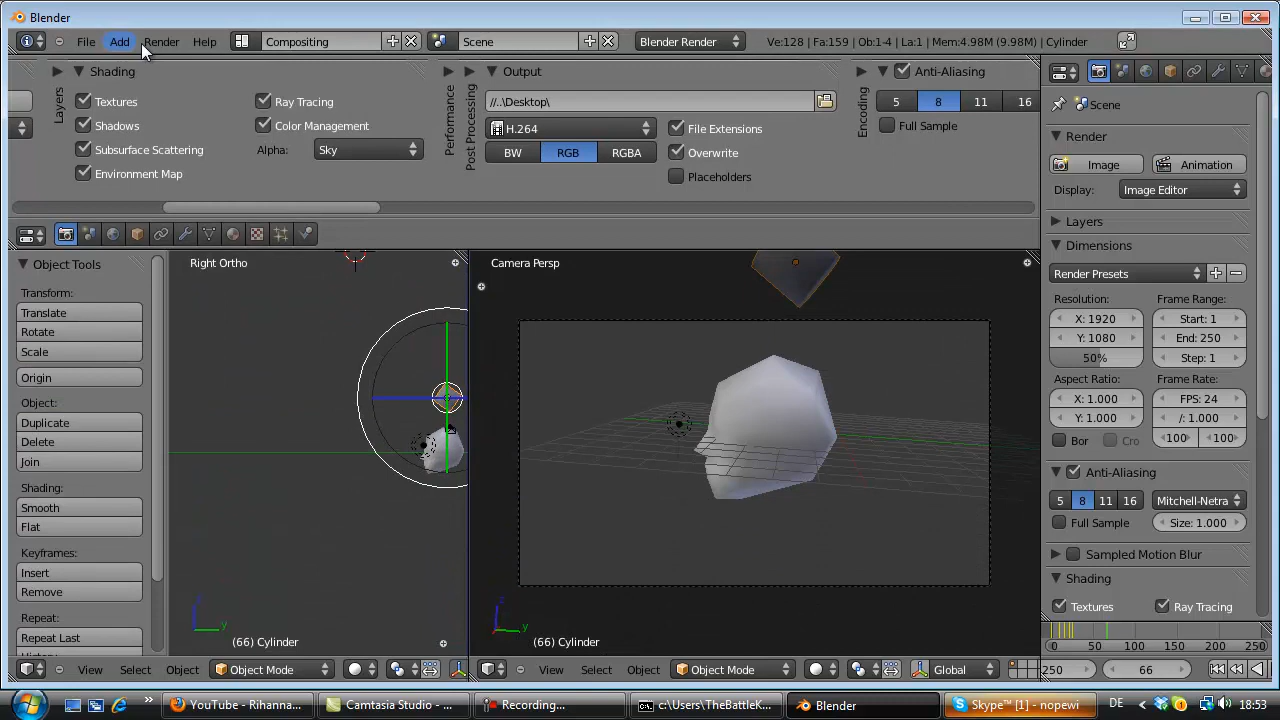 Blender
File Add Render Help Compositing Scene Blender Render Ve:128 | Fa:159 | Ob:1-4 | La:1 | Mem:4.98M (9.98M) | Cylinder
Layers
Shading
Textures
Ray Tracing
Shadows
Color Management
Subsurface Scattering
Alpha: Sky
Environment Map
Performance
Post Processing
Output
//..\Desktop\
H.264
File Extensions
BW RGB RGBA
Overwrite
Placeholders
Encoding
Anti-Aliasing
5 8 11 16
Full Sample
Scene
Render
Image Animation
Display: Image Editor
Layers
Dimensions
Render Presets
Resolution: Frame Range:
X: 1920 Start: 1
Y: 1080 End: 250
50% Step: 1
Aspect Ratio: Frame Rate:
X: 1.000 FPS: 24
Y: 1.000 /: 1.000
Bor Cro 100 100
Anti-Aliasing
5 8 11 16 Mitchell-Netra
Full Sample Size: 1.000
Sampled Motion Blur
Shading
Textures Ray Tracing
0 50 100 150 200 250
250 66
Object Tools
Transform:
Translate
Rotate
Scale
Origin
Object:
Duplicate
Delete
Join
Shading:
Smooth
Flat
Keyframes:
Insert
Remove
Repeat:
Repeat Last
Right Ortho
z
y
(66) Cylinder
View Select Object Object Mode
Camera Persp
z
y
(66) Cylinder
View Select Object Object Mode Global
YouTube - Rihanna... Camtasia Studio - ... Recording... c:\Users\TheBattleK... Blender Skype™ [1] - nopewi DE 18:53